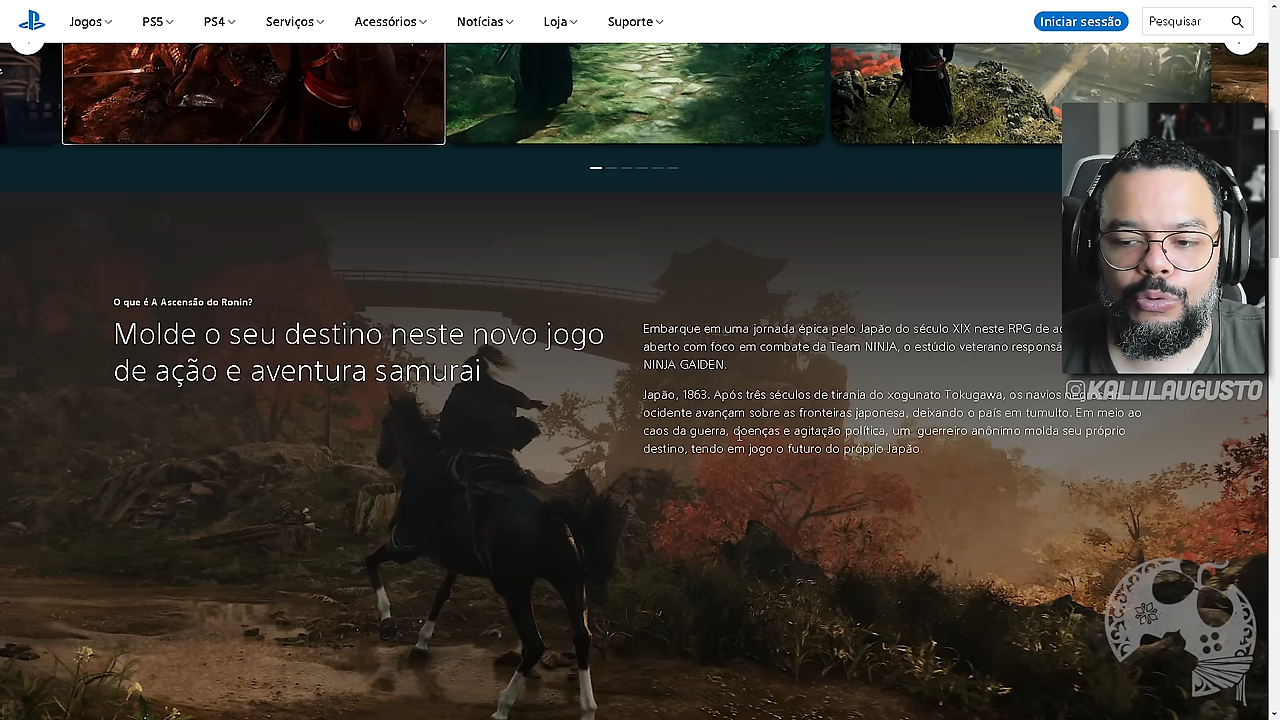 Jogos
PS5
PS4
Serviços
Acessórios
Notícias
Loja
Suporte
Iniciar sessão
Pesquisar
O que é A Ascensão do Ronin?
Molde o seu destino neste novo jogo
de ação e aventura samurai
Embarque em uma jornada épica pelo Japão do século XIX neste RPG de
aberto com foco em combate da Team NINJA, o estúdio veterano
NINJA GAIDEN.
Japão, 1863. Após três séculos de tirania do xogunato Tokugawa, os navios
ocidente avançam sobre as fronteiras japonesa, deixando o país em tumulto. Em meio ao
caos da guerra, doenças e agitação política, um guerreiro anônimo molda seu próprio
destino, tendo em jogo o futuro do próprio Japão.
KALLILAUGUSTO